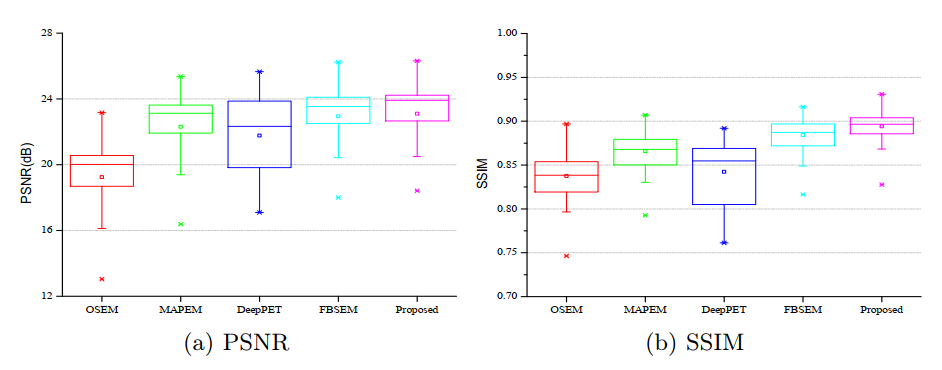 28
24
20
16
12
PSNR(dB)
OSEM MAPEM DeepPET FBSEM Proposed
(a) PSNR
1.00
0.95
0.90
0.85
0.80
0.75
0.70
SSIM
OSEM MAPEM DeepPET FBSEM Proposed
(b) SSIM